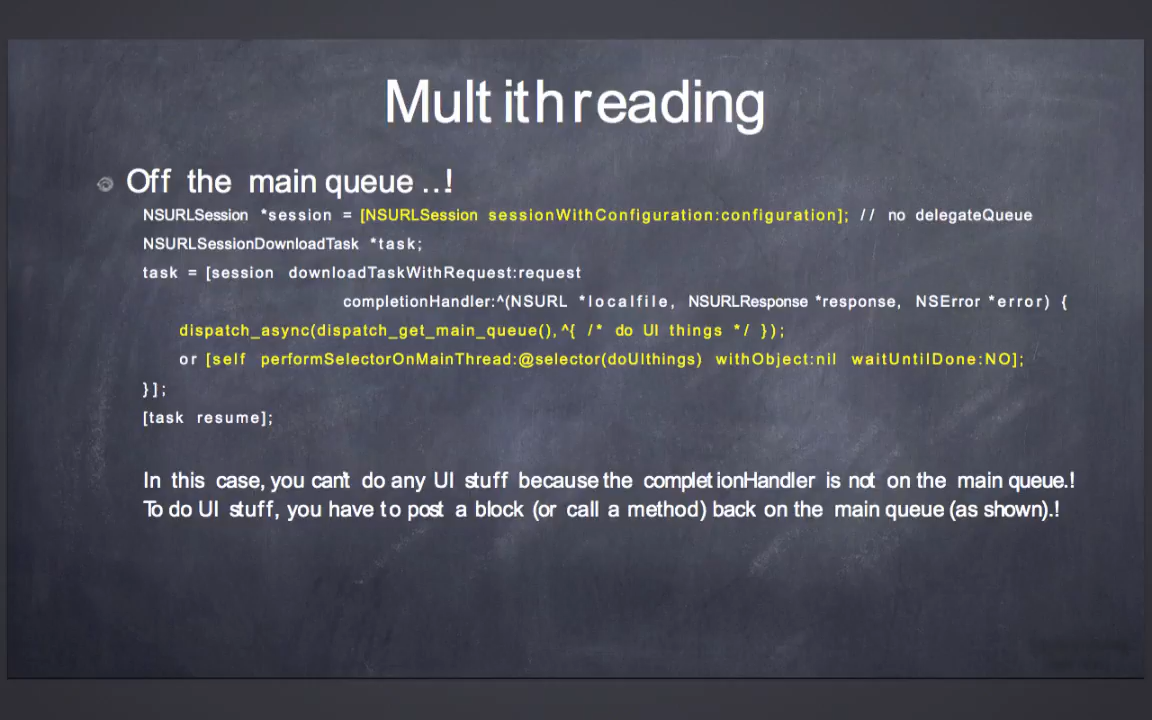 Multithreading
Off the main queue ..!
NSURLSession *session = [NSURLSession sessionWithConfiguration:configuration]; // no delegateQueue
NSURLSessionDownloadTask *task;
task = [session downloadTaskWithRequest:request
completionHandler:^(NSURL *localfile, NSURLResponse *response, NSError *error) {
dispatch_async(dispatch_get_main_queue(), ^{ /* do UI things */ });
or [self performSelectorOnMainThread:@selector(doUIthings) withObject:nil waitUntilDone:NO];
}];
[task resume];
In this case, you can't do any UI stuff because the completionHandler is not on the main queue.!
To do UI stuff, you have to post a block (or call a method) back on the main queue (as shown).!